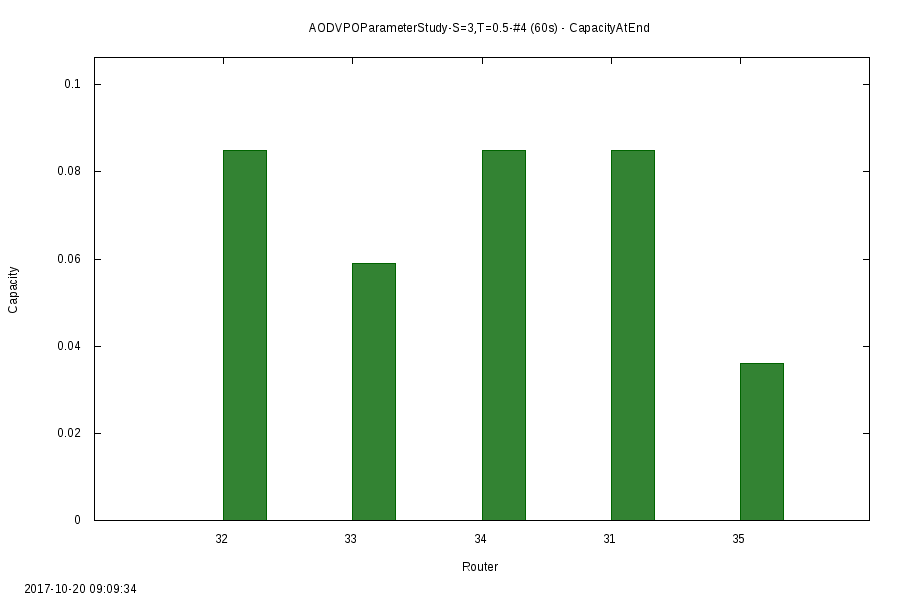 AODVPOParameterStudy-S=3,T=0.5-#4 (60s) - CapacityAtEnd
0.1
0.08
0.06
0.04
0.02
0
Capacity
32 33 34 31 35
Router
2017-10-20 09:09:34